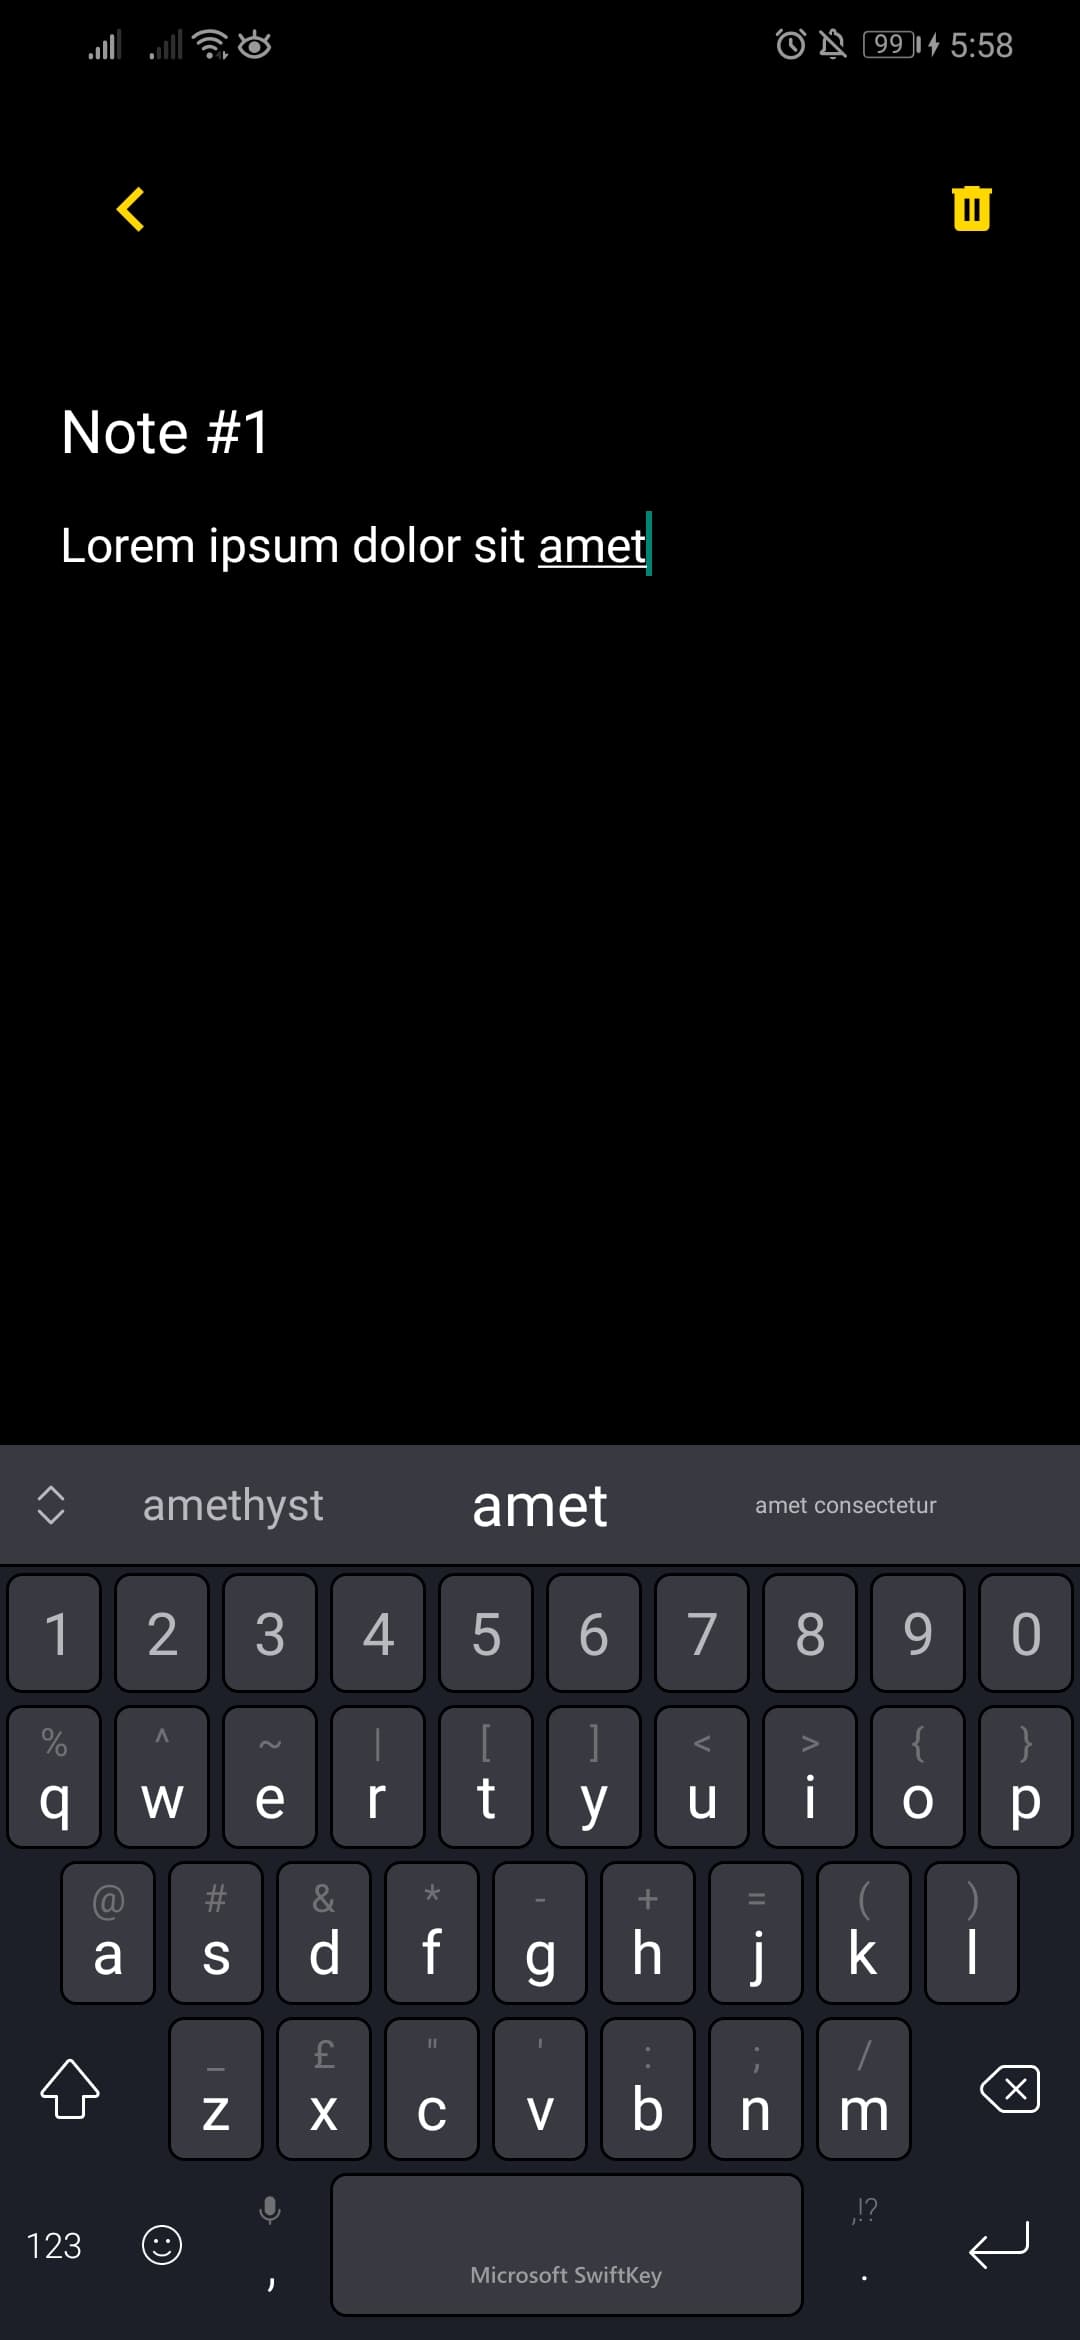 99 5:58
Note #1
Lorem ipsum dolor sit amet
amethyst amet amet consectetur
1 2 3 4 5 6 7 8 9 0
% ^ ~ | [ ] < > { }
q w e r t y u i o p
@ # & * - + = ( )
a s d f g h j k l
_ £ " ' : ; /
z x c v b n m
,!?
123 , Microsoft SwiftKey .